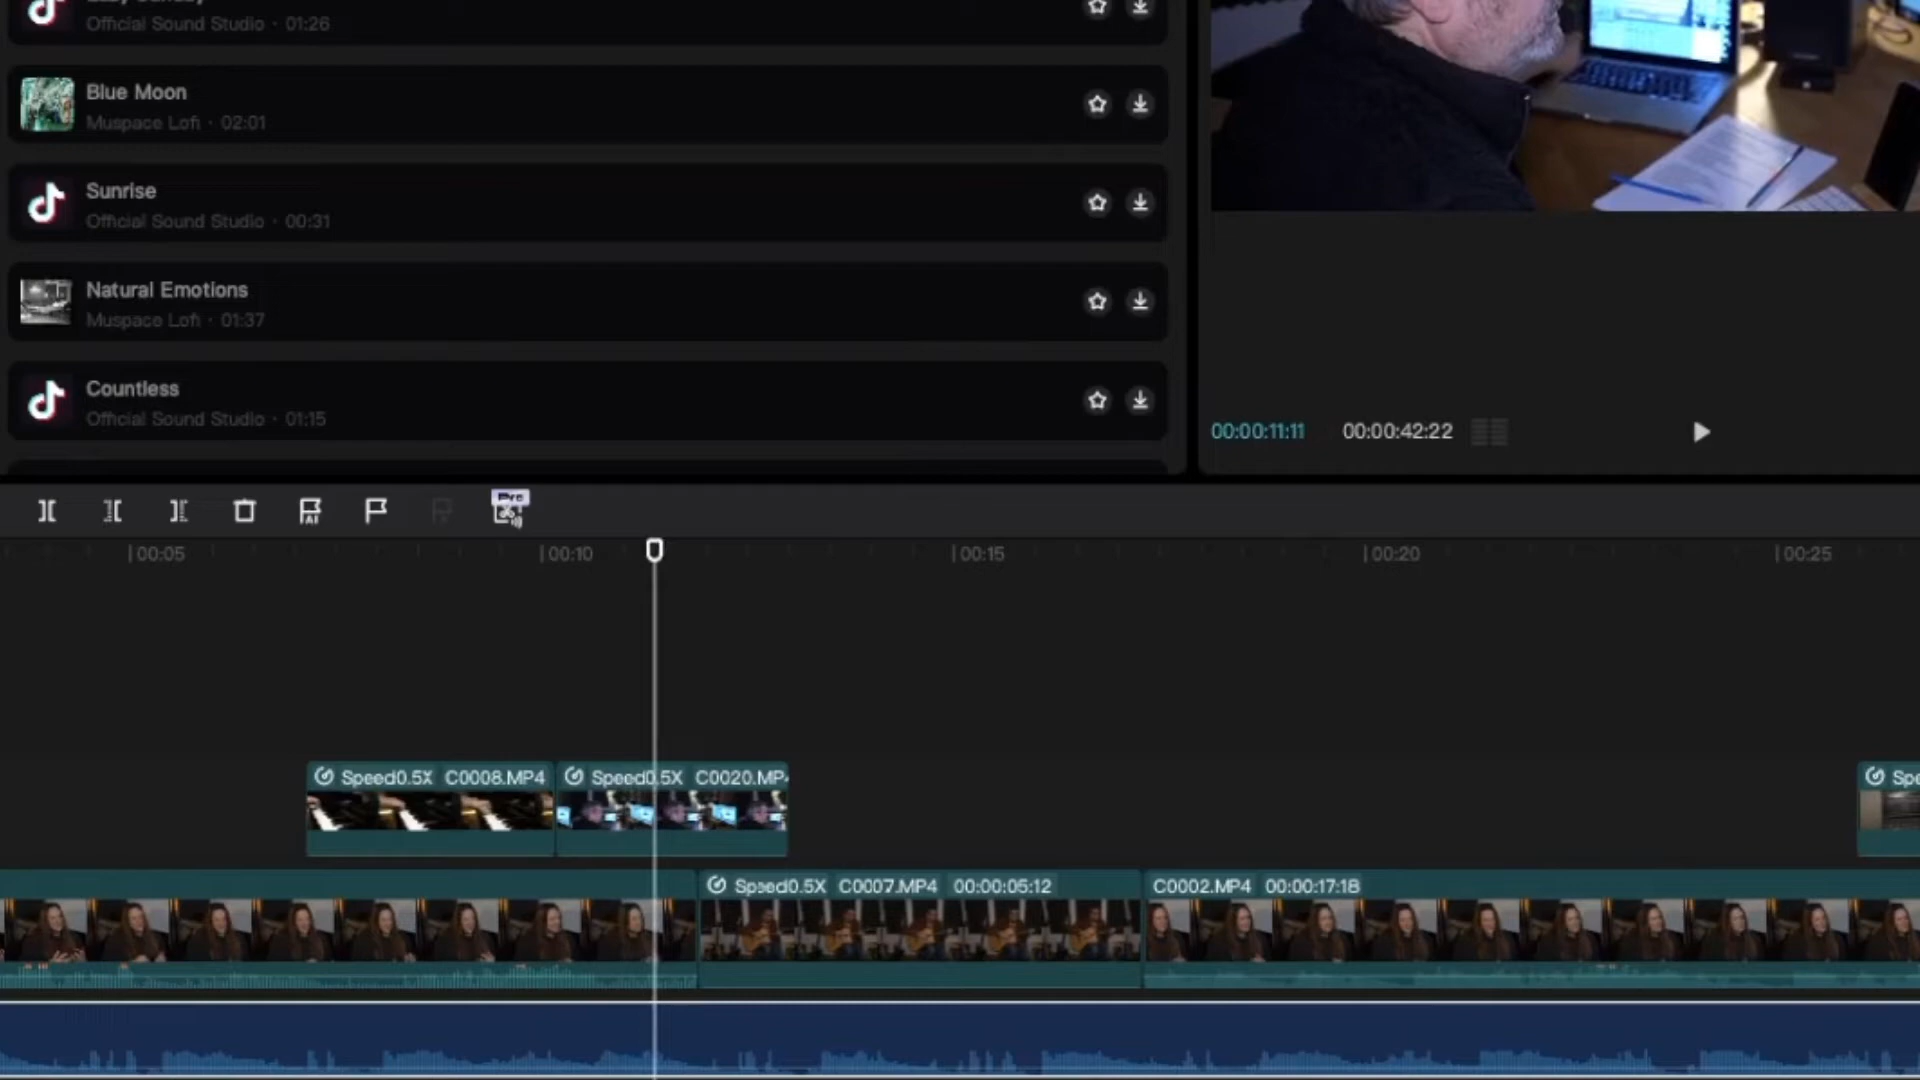 Official Sound Studio · 01:26
Blue Moon
Muspace Lofi · 02:01
Sunrise
Official Sound Studio · 00:31
Natural Emotions
Muspace Lofi · 01:37
Countless
Official Sound Studio · 01:15
00:00:11:11 00:00:42:22
Pro
AI
00:05 00:10 00:15 00:20 00:25
Speed0.5X C0008.MP4 Speed0.5X C0020.MP4 Spe
Speed0.5X C0007.MP4 00:00:05:12 C0002.MP4 00:00:17:18